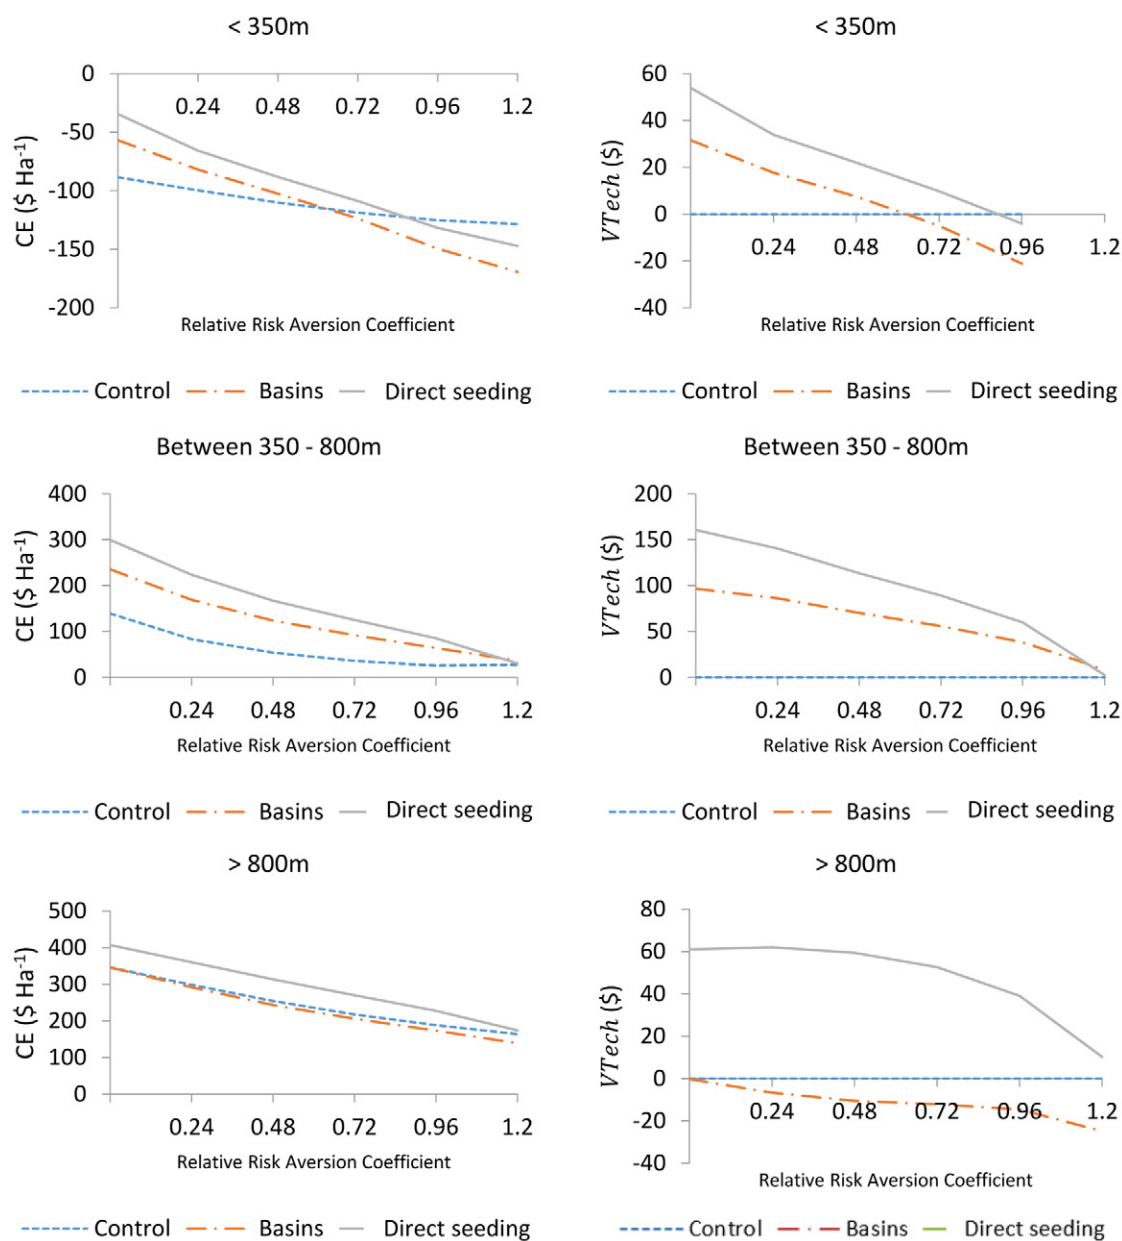 < 350m
0
0.24 0.48 0.72 0.96 1.2
-50
-100
-150
-200
CE ($ Ha-1)
Relative Risk Aversion Coefficient
Control Basins Direct seeding
< 350m
60
40
20
0
0.24 0.48 0.72 0.96 1.2
-20
-40
VTech ($)
Relative Risk Aversion Coefficient
Control Basins Direct seeding
Between 350 - 800m
400
300
200
100
0
0.24 0.48 0.72 0.96 1.2
CE ($ Ha-1)
Relative Risk Aversion Coefficient
Control Basins Direct seeding
Between 350 - 800m
200
150
100
50
0
0.24 0.48 0.72 0.96 1.2
VTech ($)
Relative Risk Aversion Coefficient
Control Basins Direct seeding
> 800m
500
400
300
200
100
0
0.24 0.48 0.72 0.96 1.2
CE ($ Ha-1)
Relative Risk Aversion Coefficient
Control Basins Direct seeding
> 800m
80
60
40
20
0
0.24 0.48 0.72 0.96 1.2
-20
-40
VTech ($)
Relative Risk Aversion Coefficient
Control Basins Direct seeding